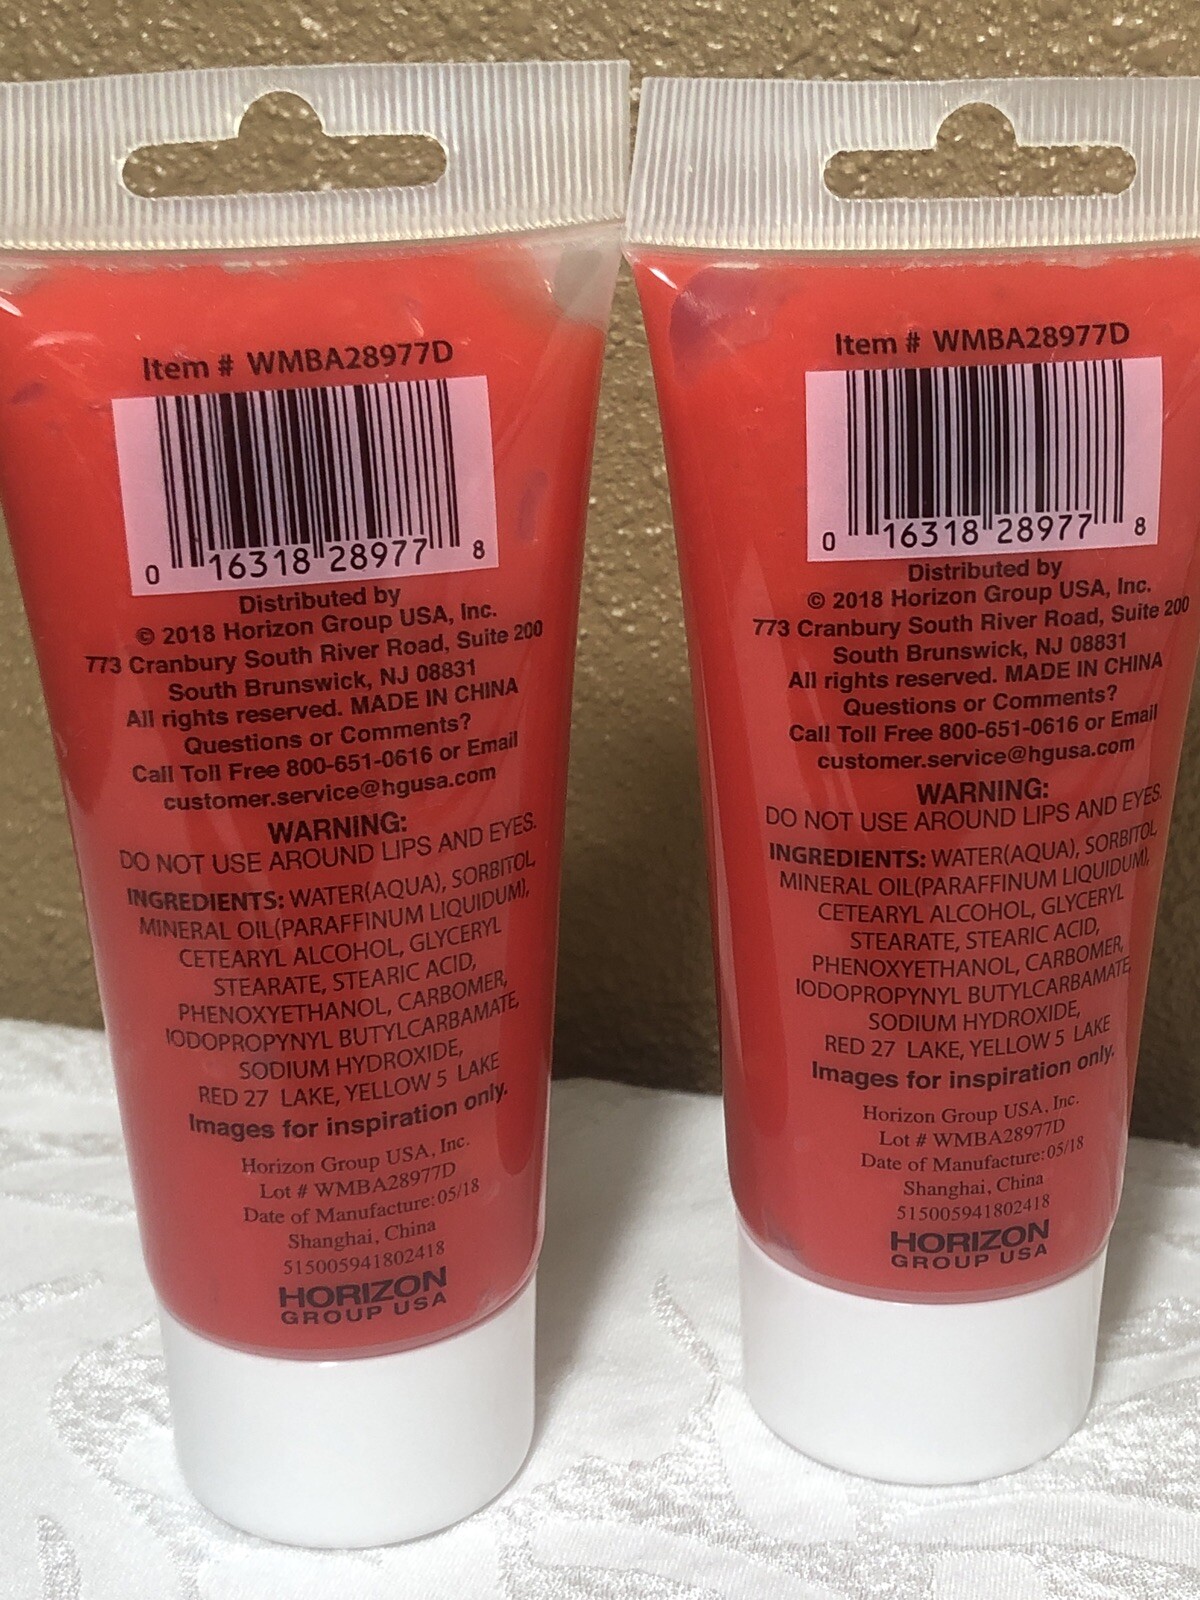 Item # WMBA28977D
0 16318 28977 8
Distributed by
© 2018 Horizon Group USA, Inc.
773 Cranbury South River Road, Suite 200
South Brunswick, NJ 08831
All rights reserved. MADE IN CHINA
Questions or Comments?
Call Toll Free 800-651-0616 or Email
customer.service@hgusa.com
WARNING:
DO NOT USE AROUND LIPS AND EYES.
INGREDIENTS: WATER(AQUA), SORBITOL,
MINERAL OIL(PARAFFINUM LIQUIDUM),
CETEARYL ALCOHOL, GLYCERYL
STEARATE, STEARIC ACID,
PHENOXYETHANOL, CARBOMER,
IODOPROPYNYL BUTYLCARBAMATE,
SODIUM HYDROXIDE,
RED 27 LAKE, YELLOW 5 LAKE
Images for inspiration only.
Horizon Group USA, Inc.
Lot # WMBA28977D
Date of Manufacture:05/18
Shanghai, China
515005941802418
HORIZON
GROUP USA
Item # WMBA28977D
0 16318 28977 8
Distributed by
© 2018 Horizon Group USA, Inc.
773 Cranbury South River Road, Suite 200
South Brunswick, NJ 08831
All rights reserved. MADE IN CHINA
Questions or Comments?
Call Toll Free 800-651-0616 or Email
customer.service@hgusa.com
WARNING:
DO NOT USE AROUND LIPS AND EYES.
INGREDIENTS: WATER(AQUA), SORBITOL,
MINERAL OIL(PARAFFINUM LIQUIDUM),
CETEARYL ALCOHOL, GLYCERYL
STEARATE, STEARIC ACID,
PHENOXYETHANOL, CARBOMER,
IODOPROPYNYL BUTYLCARBAMATE,
SODIUM HYDROXIDE,
RED 27 LAKE, YELLOW 5 LAKE
Images for inspiration only.
Horizon Group USA, Inc.
Lot # WMBA28977D
Date of Manufacture:05/18
Shanghai, China
515005941802418
HORIZON
GROUP USA